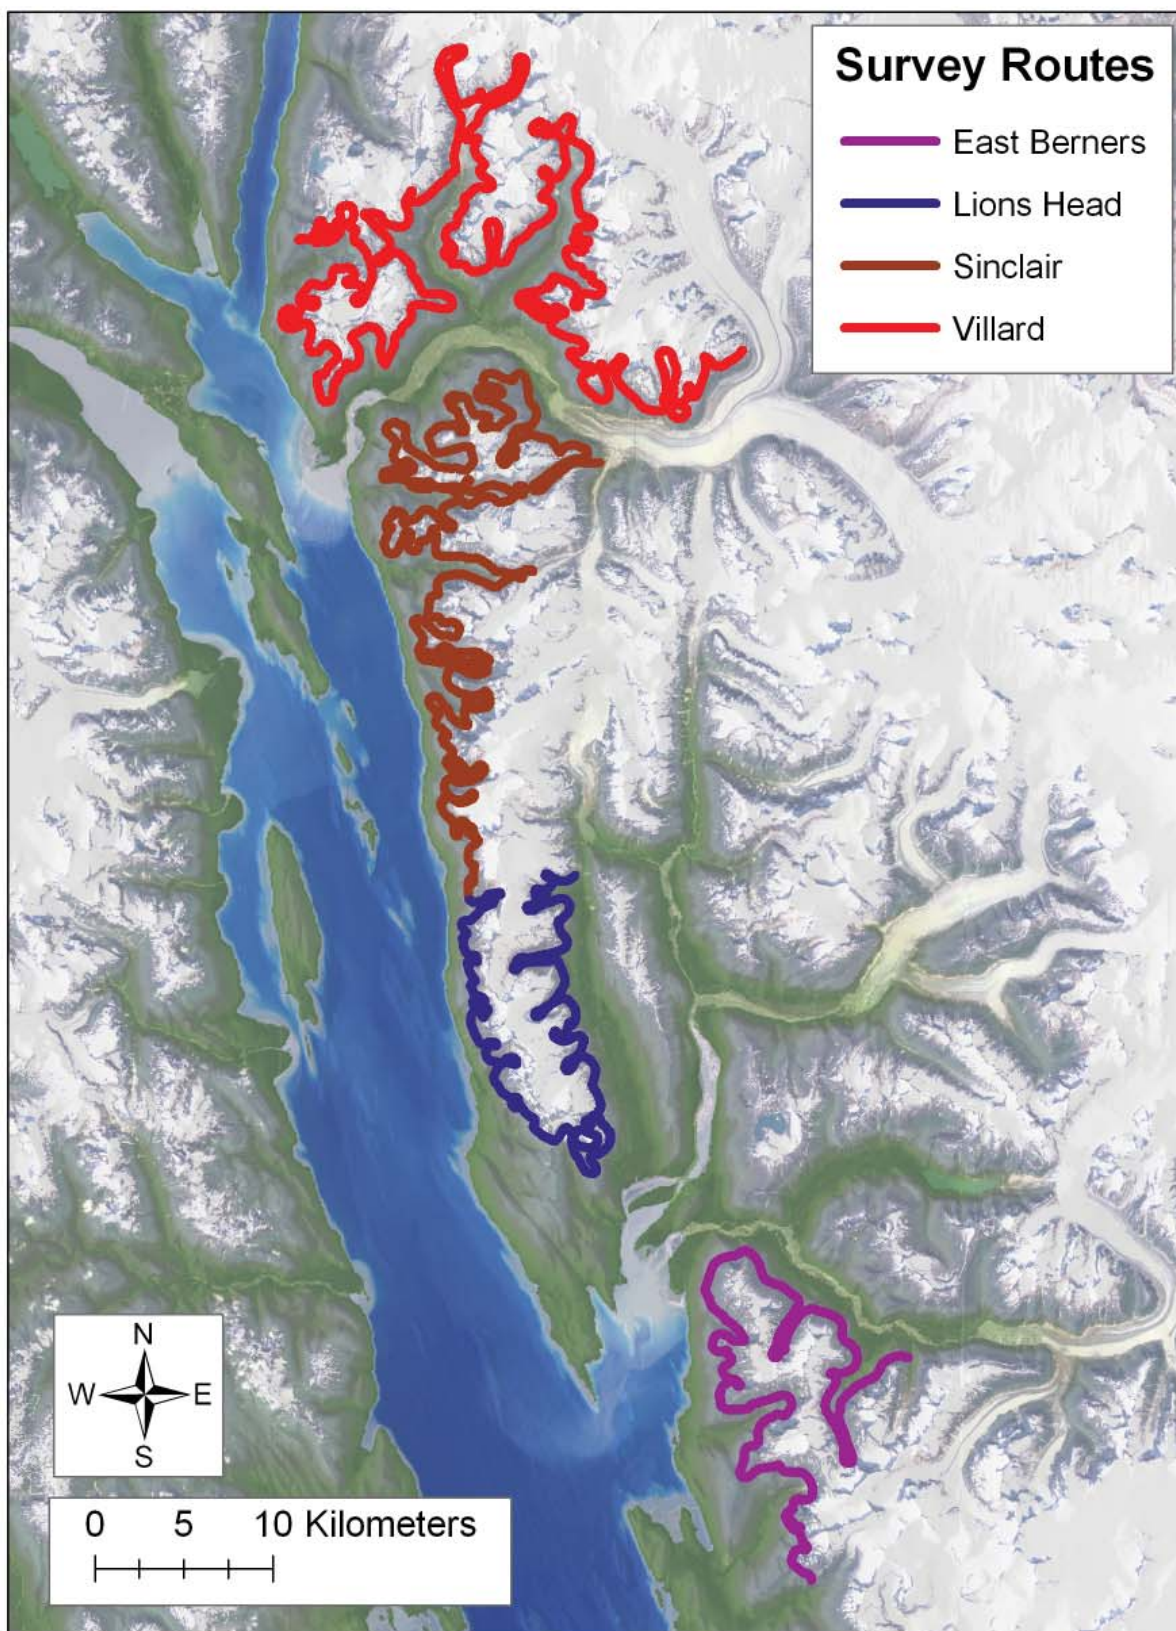 Survey Routes
East Berners
Lions Head
Sinclair
Villard
N
W E
S
0 5 10 Kilometers